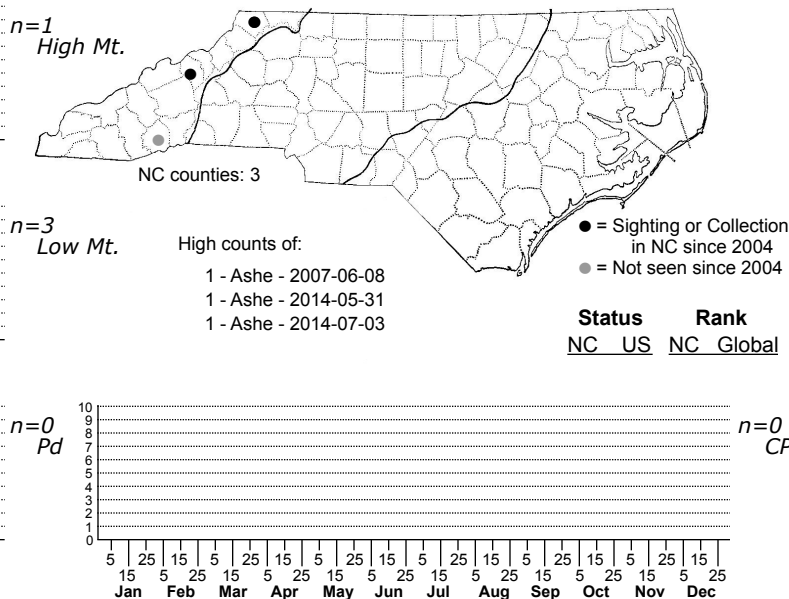 n=1
High Mt.
NC counties: 3
n=3
Low Mt.
High counts of:
1 - Ashe - 2007-06-08
1 - Ashe - 2014-05-31
1 - Ashe - 2014-07-03
● = Sighting or Collection
in NC since 2004
● = Not seen since 2004
Status Rank
NC US NC Global
n=0
Pd
n=0
CP
10
9
8
7
6
5
4
3
2
1
0
5 25 15 5 25 15 5 25 15 5 25 15 5 25 15 5 25 15
15 5 25 15 5 25 15 5 25 15 5 25 15 5 25 15 5 25
Jan Feb Mar Apr May Jun Jul Aug Sep Oct Nov Dec